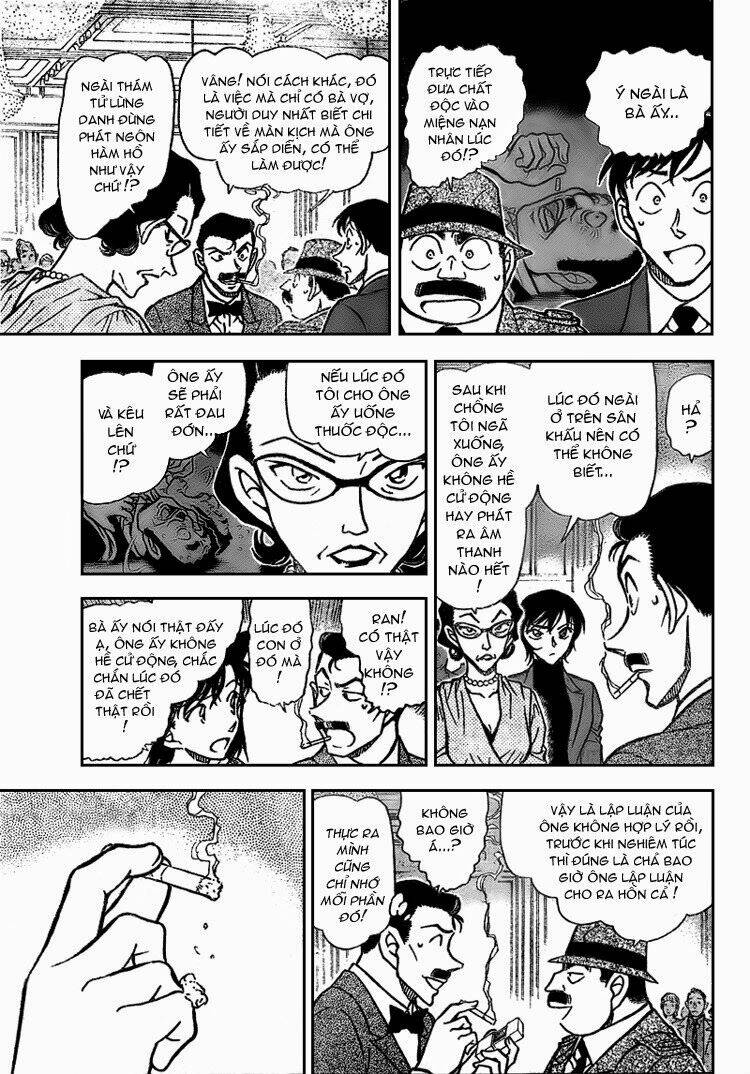 Ý NGÀI LÀ
BÀ ẤY...
TRỰC TIẾP
ĐƯA CHẤT
ĐỘC VÀO
MIỆNG NẠN
NHÂN LÚC
ĐÓ!?
VÂNG! NÓI CÁCH KHÁC, ĐÓ
LÀ VIỆC MÀ CHỈ CÓ BÀ VỢ,
NGƯỜI DUY NHẤT BIẾT CHI
TIẾT VỀ MÀN KỊCH MÀ ÔNG
ẤY SẮP DIỄN, CÓ THỂ
LÀM ĐƯỢC!
NGÀI THÁM
TỬ LỪNG
DANH ĐỪNG
PHÁT NGÔN
HÀM HỒ
NHƯ VẬY
CHỨ !?
HẢ
?
LÚC ĐÓ NGÀI
Ở TRÊN SÂN
KHẤU NÊN CÓ
THỂ KHÔNG
BIẾT...
SAU KHI
CHỒNG
TÔI NGÃ
XUỐNG,
ÔNG ẤY
KHÔNG HỀ
CỬ ĐỘNG
HAY PHÁT
RA ÂM
THANH
NÀO HẾT
!
NẾU LÚC ĐÓ
TÔI CHO ÔNG
ẤY UỐNG
THUỐC ĐỘC...
ÔNG ẤY
SẼ PHẢI
RẤT ĐAU
ĐỚN...
VÀ KÊU
LÊN
CHỨ
!?
RAN!
CÓ THẬT
VẬY
KHÔNG
!?
LÚC ĐÓ
CON Ở
ĐÓ MÀ
!
BÀ ẤY NÓI THẬT ĐẤY
Ạ, ÔNG ẤY KHÔNG
HỀ CỬ ĐỘNG, CHẮC
CHẮN LÚC ĐÓ
ĐÃ CHẾT
THẬT RỒI
!
VẬY LÀ LẬP LUẬN CỦA
ÔNG KHÔNG HỢP LÝ RỒI,
TRƯỚC KHI NGHIÊM TÚC
THÌ ĐÚNG LÀ CHẢ BAO
GIỜ ÔNG LẬP LUẬN
CHO RA HỒN CẢ !
KHÔNG
BAO GIỜ
Á...?
THỰC RA
MÌNH
CŨNG
CHỈ NHỚ
MỖI PHẦN
ĐÓ!